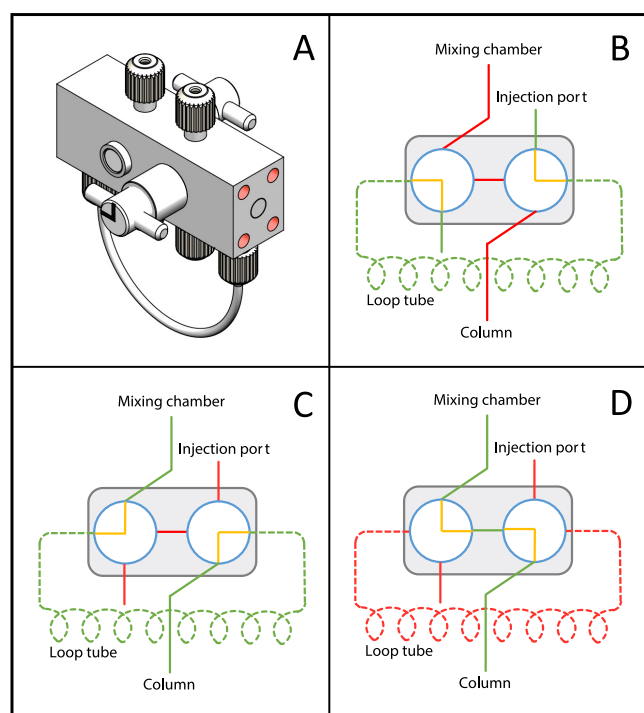 A
B
Mixing chamber
Injection port
Loop tube
Column
C
Mixing chamber
Injection port
Loop tube
Column
D
Mixing chamber
Injection port
Loop tube
Column